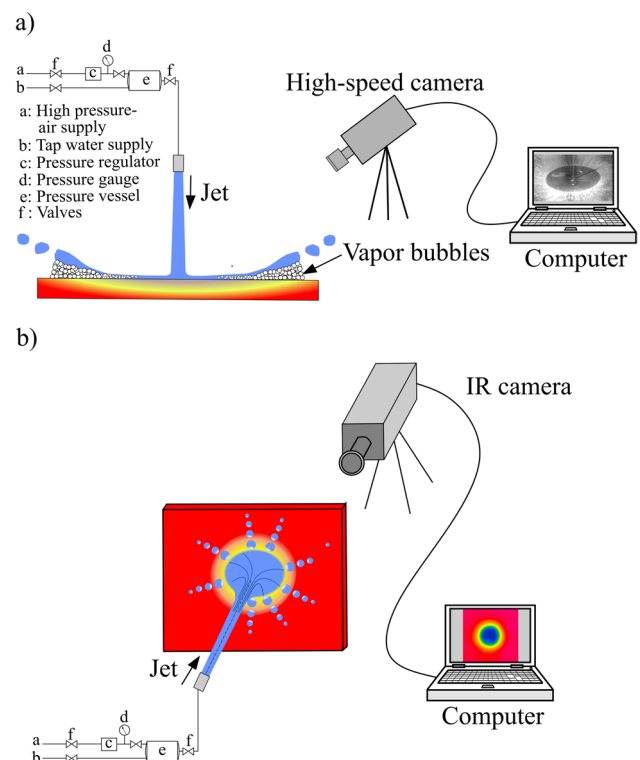 a)
d
f
f
a
c
e
b
a: High pressure-
air supply
b: Tap water supply
c: Pressure regulator
d: Pressure gauge
e: Pressure vessel
f : Valves
Jet
High-speed camera
Vapor bubbles
Computer
b)
IR camera
Jet
Computer
d
f
f
a
c
e
b